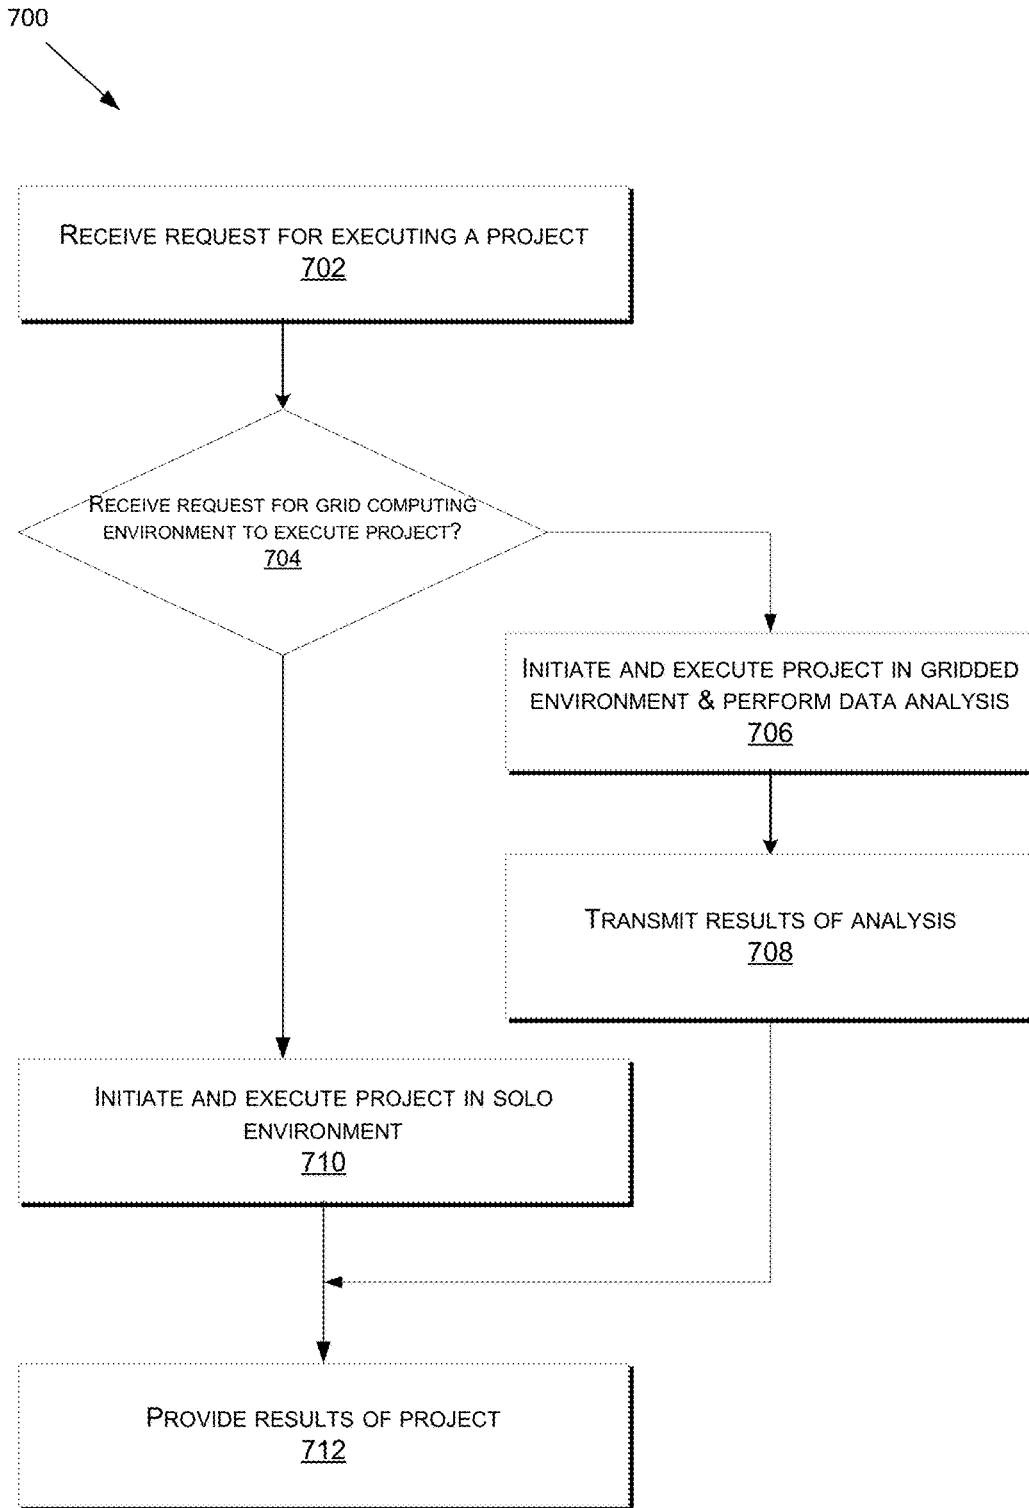 700
RECEIVE REQUEST FOR EXECUTING A PROJECT
702
RECEIVE REQUEST FOR GRID COMPUTING
ENVIRONMENT TO EXECUTE PROJECT?
704
INITIATE AND EXECUTE PROJECT IN GRIDDED
ENVIRONMENT & PERFORM DATA ANALYSIS
706
TRANSMIT RESULTS OF ANALYSIS
708
INITIATE AND EXECUTE PROJECT IN SOLO
ENVIRONMENT
710
PROVIDE RESULTS OF PROJECT
712